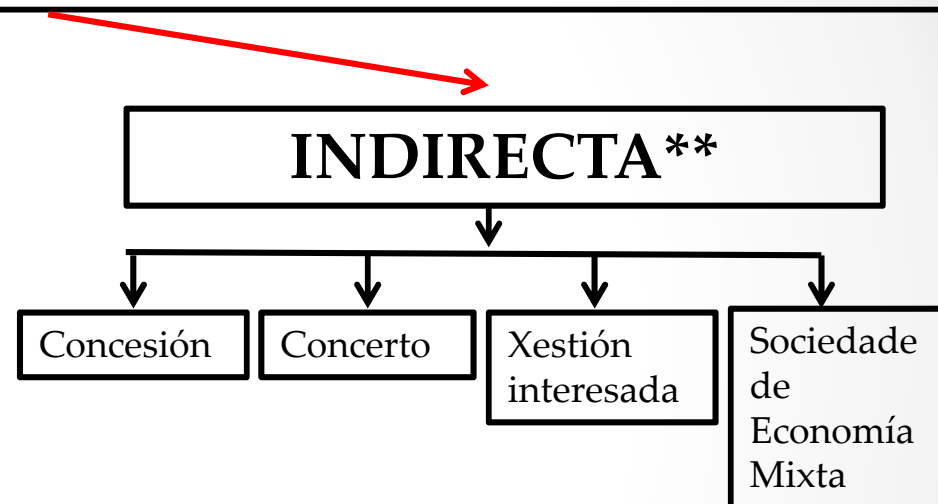 INDIRECTA**
Concesión
Concerto
Xestión
interesada
Sociedade
de
Economía
Mixta